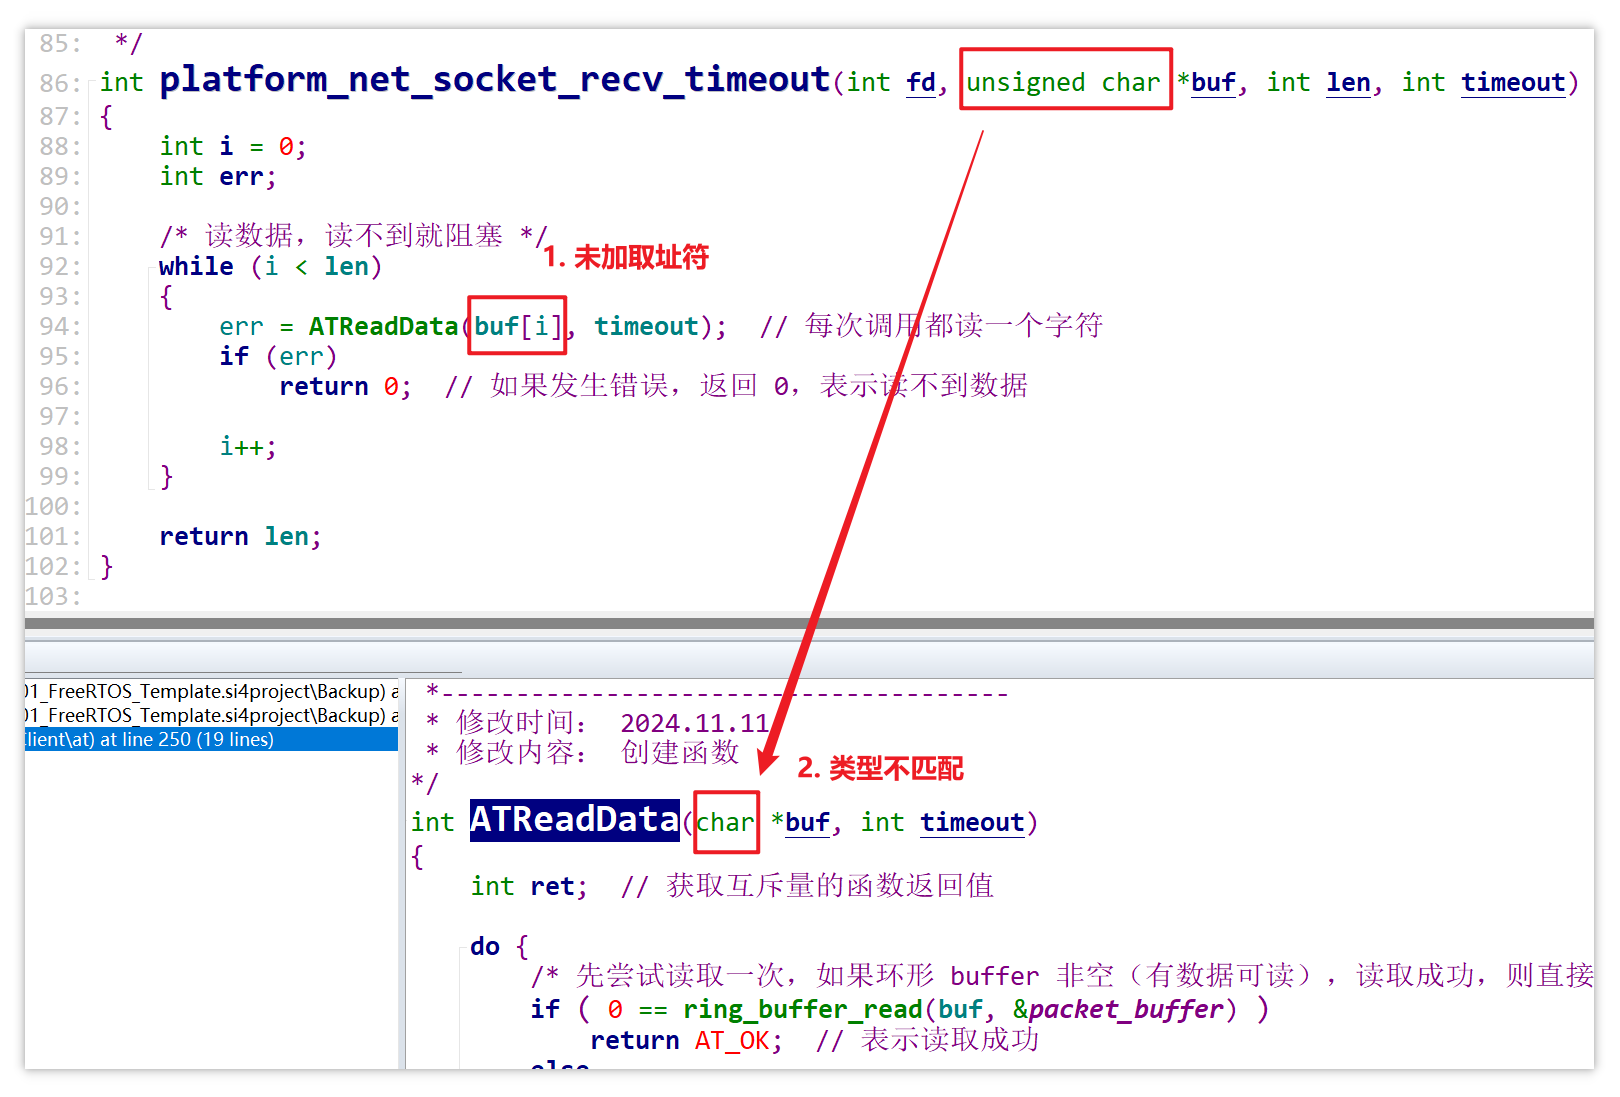 85: */
86: int platform_net_socket_recv_timeout(int fd, unsigned char *buf, int len, int timeout)
87: {
88: int i = 0;
89: int err;
90:
91: /* 读数据，读不到就阻塞 */
1. 未加取址符
92: while (i < len)
93: {
94: err = ATReadData(buf[i], timeout); // 每次调用都读一个字符
95: if (err)
96: return 0; // 如果发生错误，返回 0，表示读不到数据
97:
98: i++;
99: }
100:
101: return len;
102: }
103:
01_FreeRTOS_Template.si4project\Backup) a
01_FreeRTOS_Template.si4project\Backup) a
lient\at) at line 250 (19 lines)
*--------------------------------------
* 修改时间： 2024.11.11
* 修改内容： 创建函数
*/
2. 类型不匹配
int ATReadData(char *buf, int timeout)
{
int ret; // 获取互斥量的函数返回值
do {
/* 先尝试读取一次，如果环形 buffer 非空（有数据可读），读取成功，则直接
if ( 0 == ring_buffer_read(buf, &packet_buffer) )
return AT_OK; // 表示读取成功
else